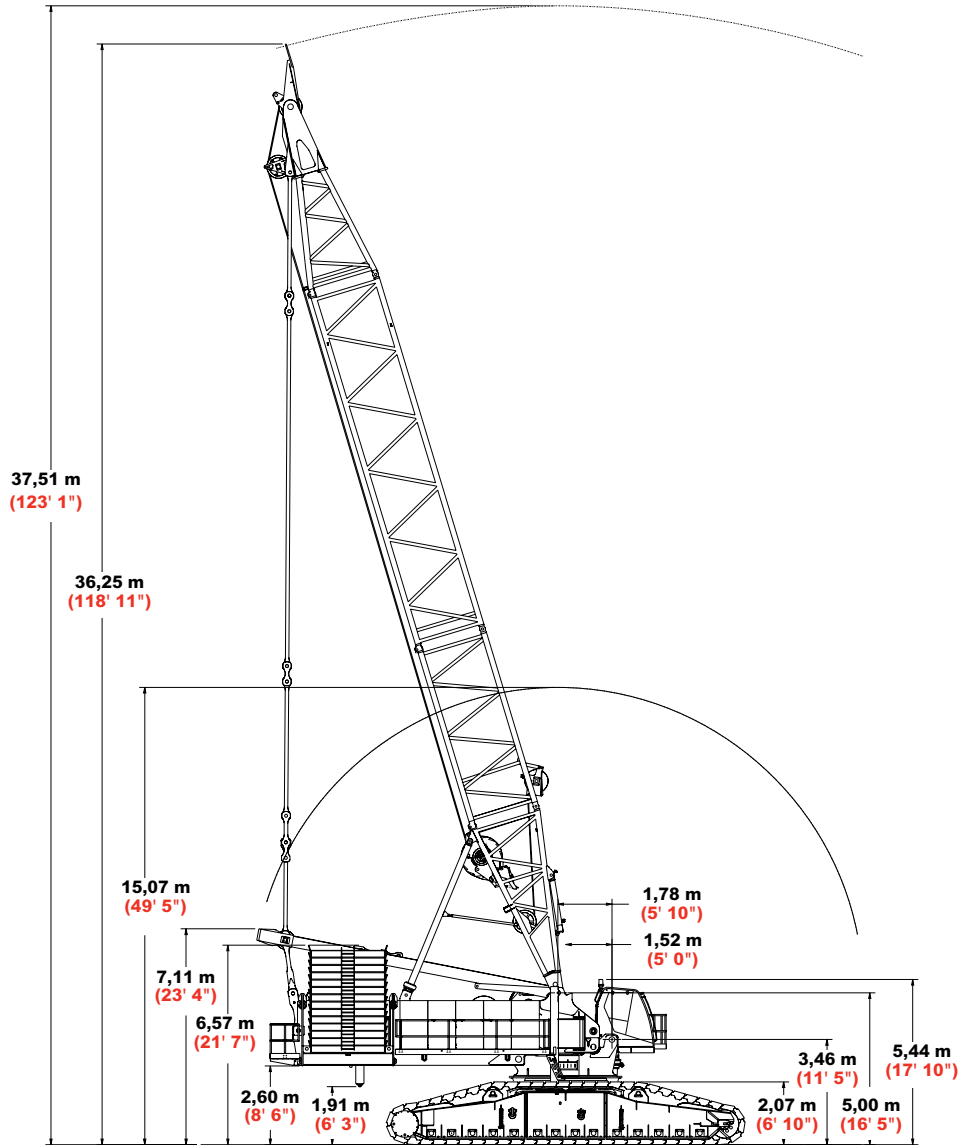 37,51 m
(123' 1")
36,25 m
(118' 11")
15,07 m
(49' 5")
1,78 m
(5' 10")
1,52 m
(5' 0")
7,11 m
(23' 4")
6,57 m
(21' 7")
2,60 m
(8' 6")
1,91 m
(6' 3")
3,46 m
(11' 5")
5,44 m
(17' 10")
2,07 m
(6' 10")
5,00 m
(16' 5")